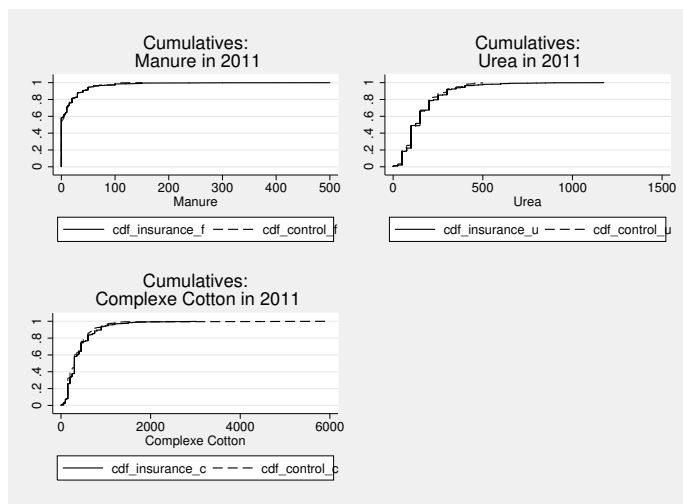 Cumulatives:
Manure in 2011
0 .2 .4 .6 .8 1
0 100 200 300 400 500
Manure
cdf_insurance_f cdf_control_f
Cumulatives:
Urea in 2011
0 .2 .4 .6 .8 1
0 500 1000 1500
Urea
cdf_insurance_u cdf_control_u
Cumulatives:
Complexe Cotton in 2011
0 .2 .4 .6 .8 1
0 2000 4000 6000
Complexe Cotton
cdf_insurance_c cdf_control_c